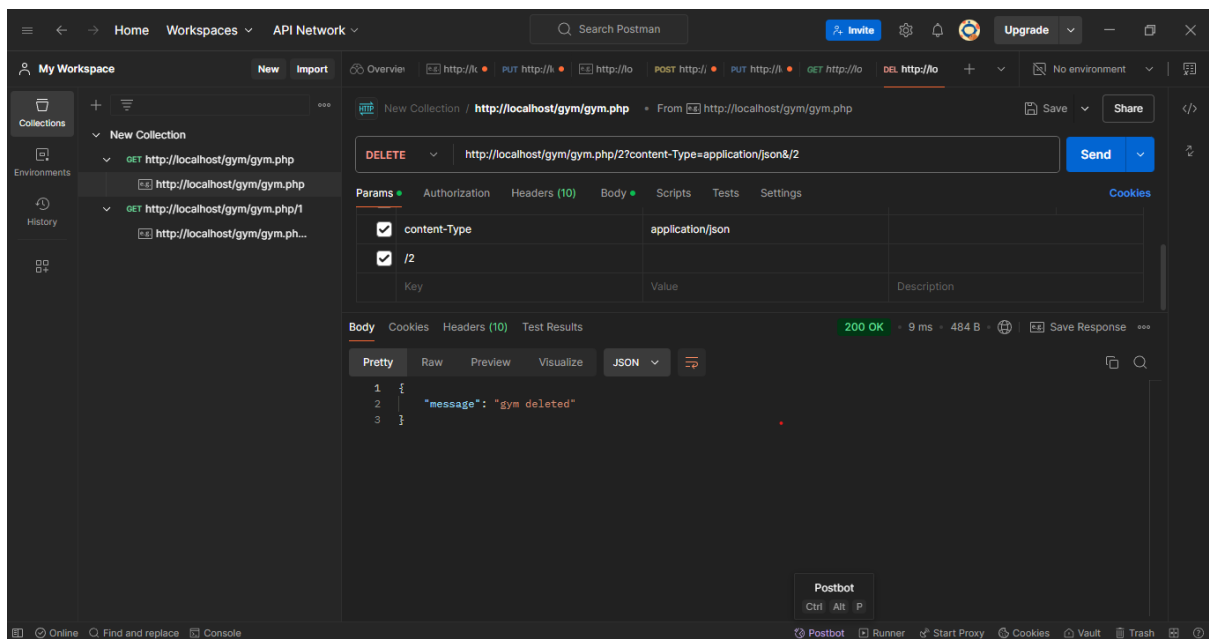 Home Workspaces API Network Search Postman Invite Upgrade
My Workspace New Import Overvie http://lo PUT http://l http://lo POST http:// PUT http://l GET http://lo DEL http://lo No environment
Collections
Environments
History
New Collection
GET http://localhost/gym/gym.php
e.g. http://localhost/gym/gym.php
GET http://localhost/gym/gym.php/1
e.g. http://localhost/gym/gym.ph...
HTTP New Collection / http://localhost/gym/gym.php • From e.g. http://localhost/gym/gym.php Save Share
DELETE http://localhost/gym/gym.php/2?content-Type=application/json&/2 Send
Params Authorization Headers (10) Body Scripts Tests Settings Cookies
content-Type application/json
/2
Key Value Description
Body Cookies Headers (10) Test Results 200 OK • 9 ms • 484 B • e.g. Save Response
Pretty Raw Preview Visualize JSON
1 {
2 "message": "gym deleted"
3 }
Postbot
Ctrl Alt P
Online Find and replace Console Postbot Runner Start Proxy Cookies Vault Trash